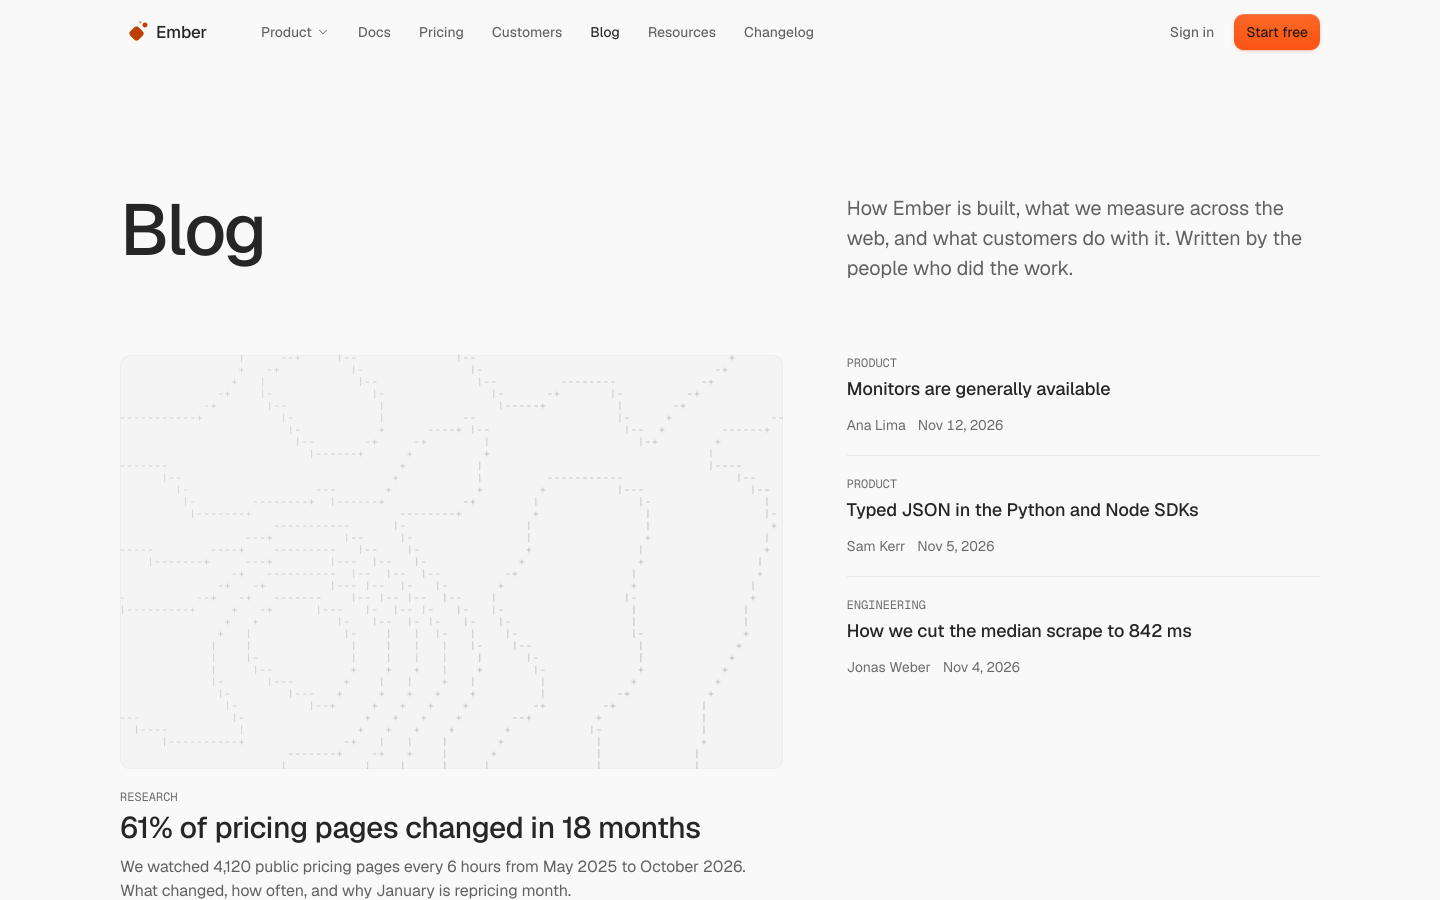 Ember
Product
Docs
Pricing
Customers
Blog
Resources
Changelog
Sign in
Start free
Blog
How Ember is built, what we measure across the
web, and what customers do with it. Written by the
people who did the work.
RESEARCH
61% of pricing pages changed in 18 months
We watched 4,120 public pricing pages every 6 hours from May 2025 to October 2026.
What changed, how often, and why January is repricing month.
PRODUCT
Monitors are generally available
Ana Lima Nov 12, 2026
PRODUCT
Typed JSON in the Python and Node SDKs
Sam Kerr Nov 5, 2026
ENGINEERING
How we cut the median scrape to 842 ms
Jonas Weber Nov 4, 2026